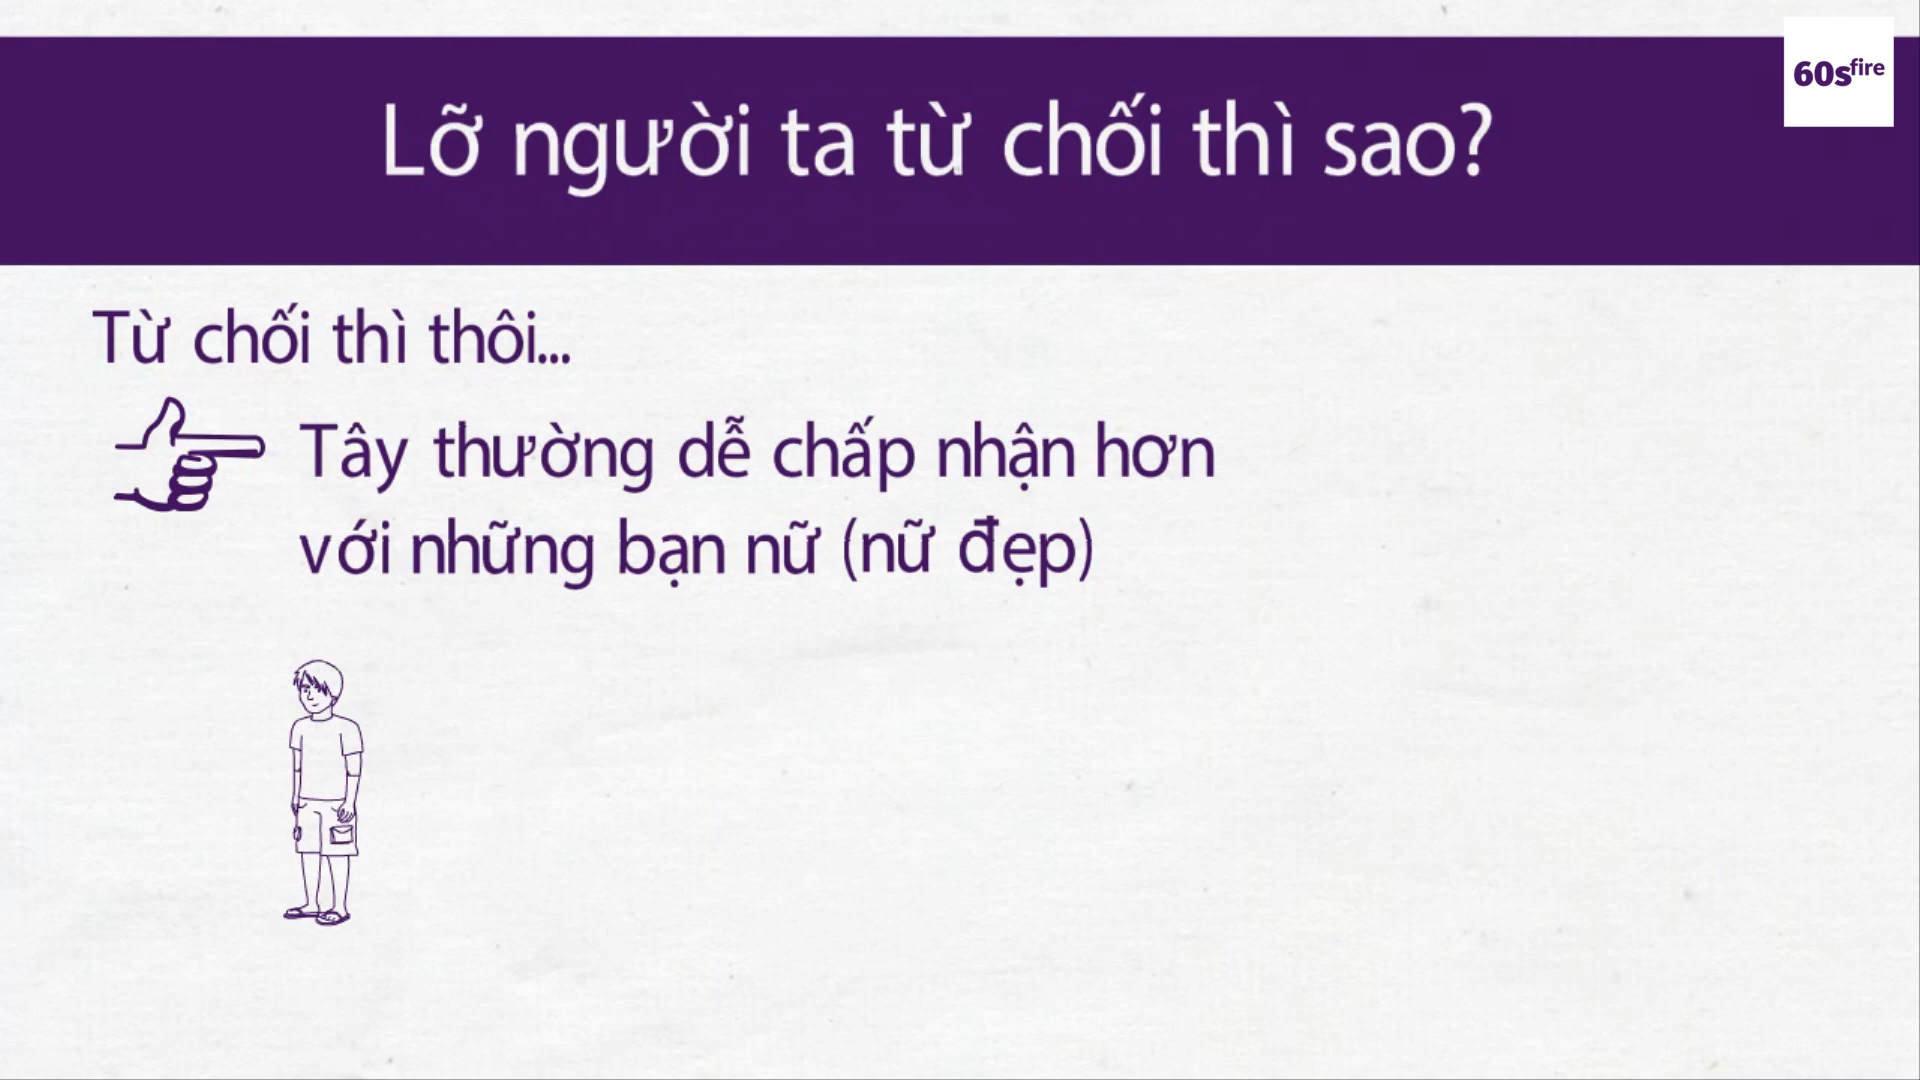 60sfire
Lỡ người ta từ chối thì sao?
Từ chối thì thôi...
Tây thường dễ chấp nhận hơn
với những bạn nữ (nữ đẹp)